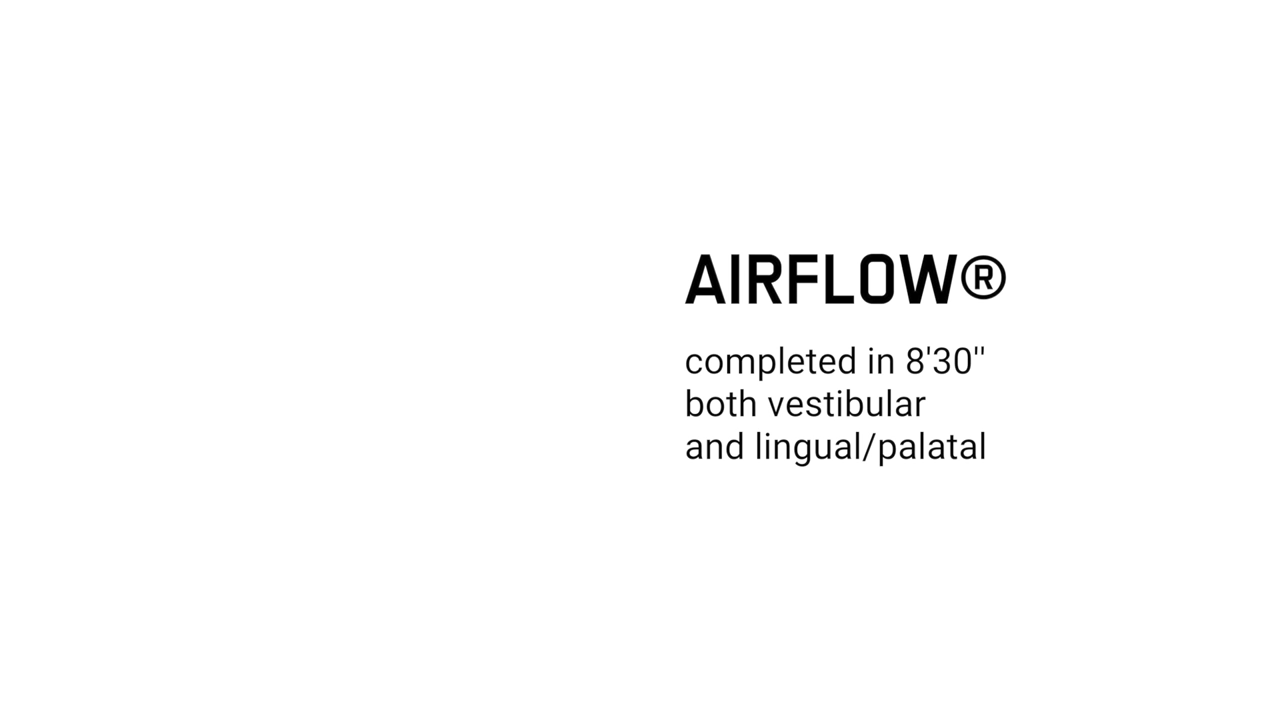 AIRFLOW®
completed in 8'30"
both vestibular
and lingual/palatal